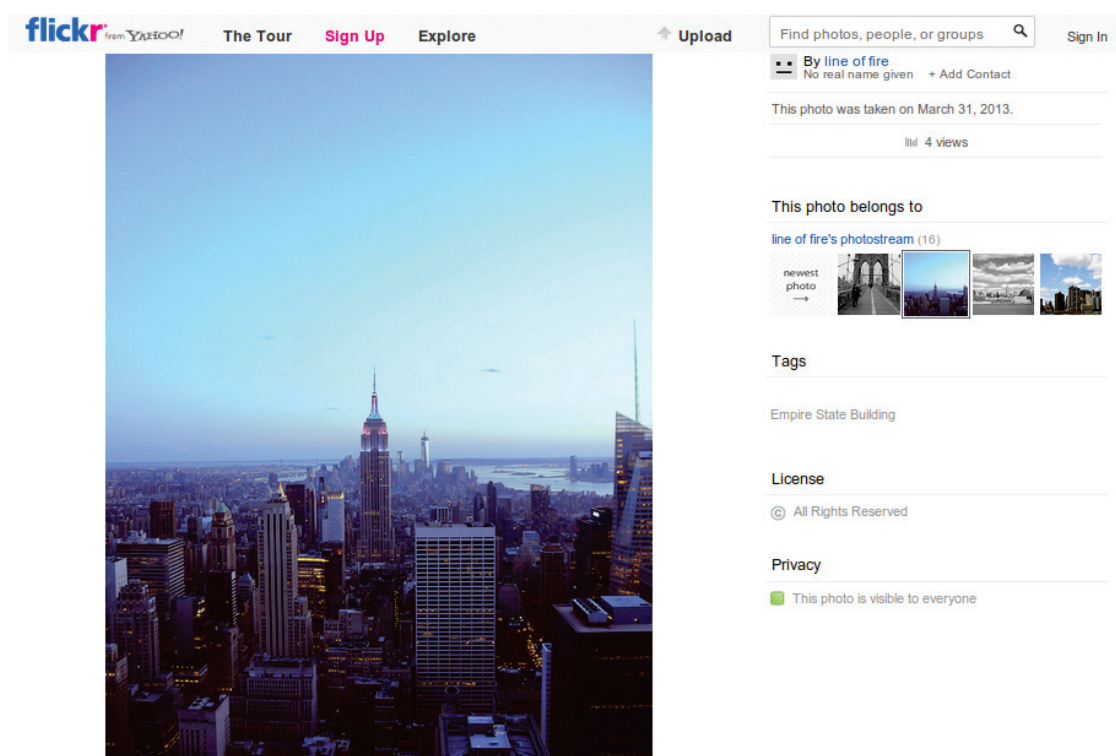 flickr from YAHOO! The Tour Sign Up Explore Upload Find photos, people, or groups Sign In
By line of fire
No real name given + Add Contact
This photo was taken on March 31, 2013.
4 views
This photo belongs to
line of fire's photostream (16)
newest
photo
→
Tags
Empire State Building
License
© All Rights Reserved
Privacy
This photo is visible to everyone